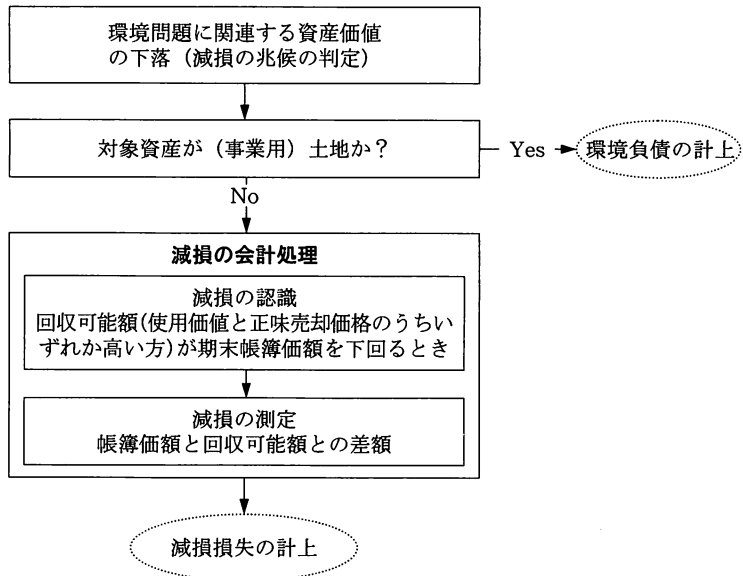 環境問題に関連する資産価値
の下落（減損の兆候の判定）
対象資産が（事業用）土地か？
Yes
環境負債の計上
No
減損の会計処理
減損の認識
回収可能額(使用価値と正味売却価格のうちい
ずれか高い方)が期末帳簿価額を下回るとき
減損の測定
帳簿価額と回収可能額との差額
減損損失の計上